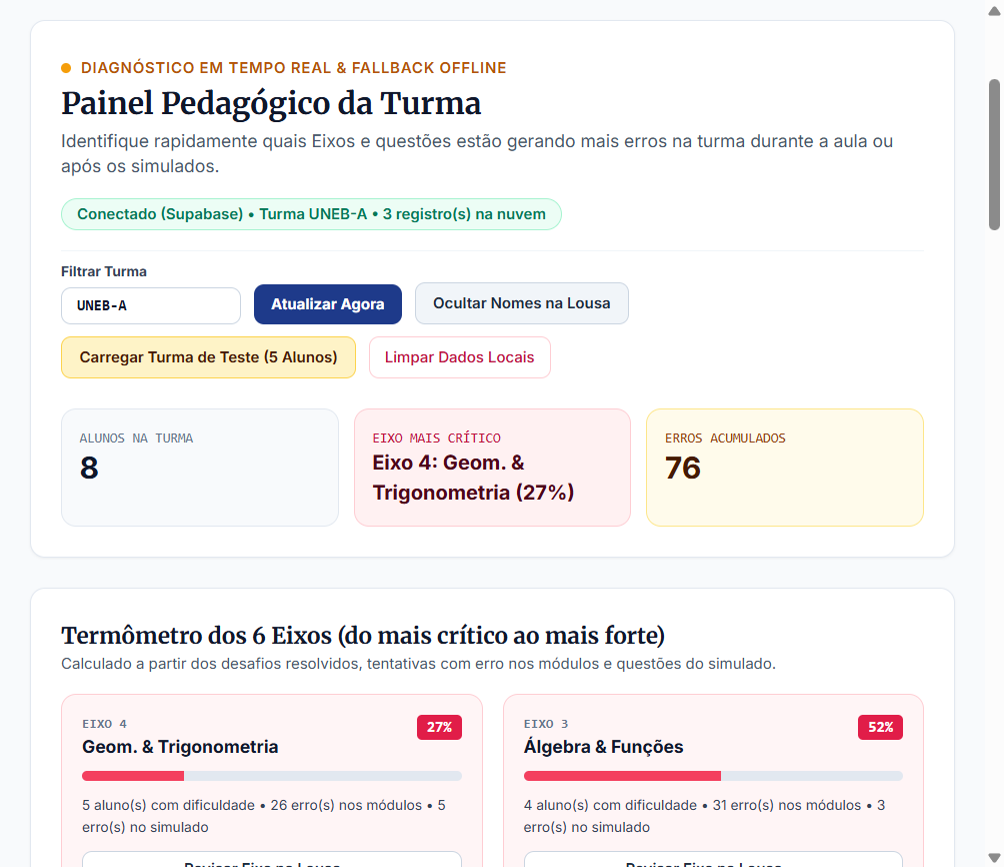 DIAGNÓSTICO EM TEMPO REAL & FALLBACK OFFLINE
Painel Pedagógico da Turma
Identifique rapidamente quais Eixos e questões estão gerando mais erros na turma durante a aula ou
após os simulados.
Conectado (Supabase) • Turma UNEB-A • 3 registro(s) na nuvem
Filtrar Turma
UNEB-A
Atualizar Agora
Ocultar Nomes na Lousa
Carregar Turma de Teste (5 Alunos)
Limpar Dados Locais
ALUNOS NA TURMA
8
EIXO MAIS CRÍTICO
Eixo 4: Geom. &
Trigonometria (27%)
ERROS ACUMULADOS
76
Termômetro dos 6 Eixos (do mais crítico ao mais forte)
Calculado a partir dos desafios resolvidos, tentativas com erro nos módulos e questões do simulado.
EIXO 4
27%
Geom. & Trigonometria
5 aluno(s) com dificuldade • 26 erro(s) nos módulos • 5
erro(s) no simulado
EIXO 3
52%
Álgebra & Funções
4 aluno(s) com dificuldade • 31 erro(s) nos módulos • 3
erro(s) no simulado